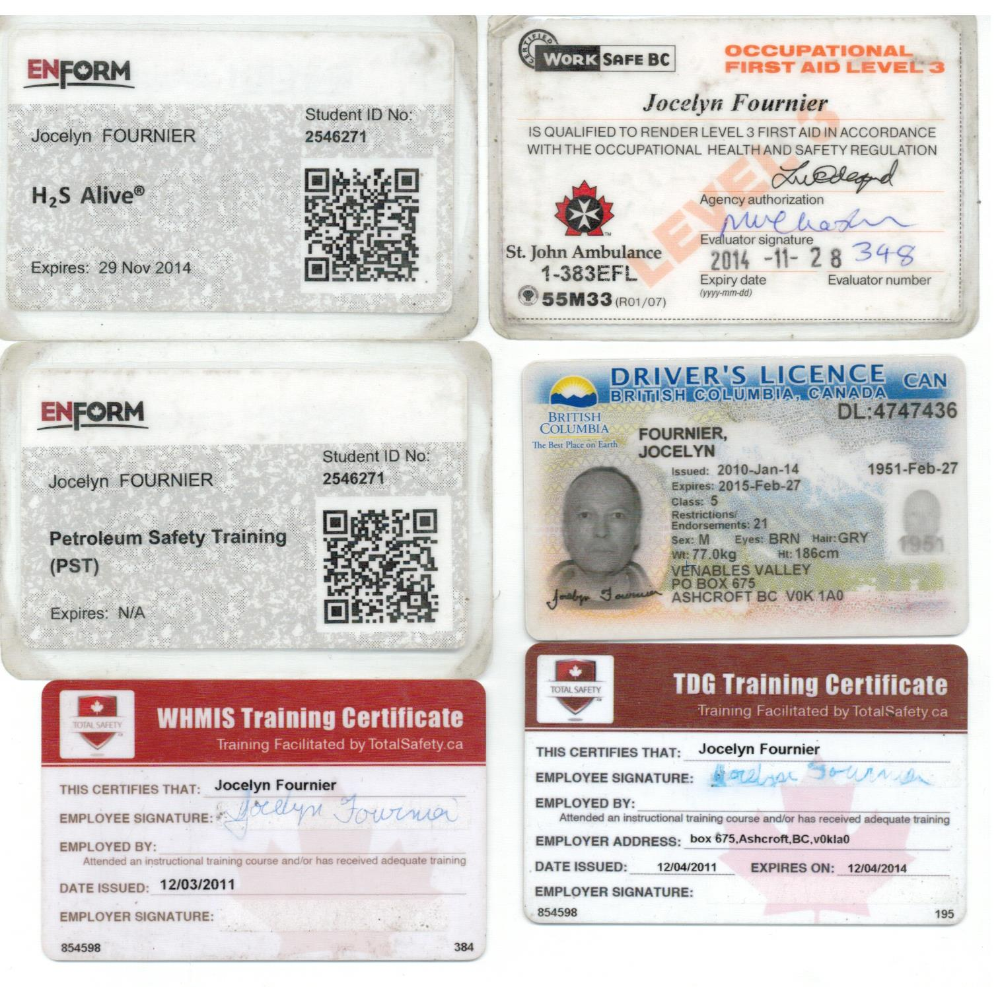 ENFORM
Jocelyn FOURNIER
Student ID No:
2546271
H₂S Alive®
Expires: 29 Nov 2014
CERTIFIED
WORK SAFE BC
OCCUPATIONAL
FIRST AID LEVEL 3
Jocelyn Fournier
IS QUALIFIED TO RENDER LEVEL 3 FIRST AID IN ACCORDANCE
WITH THE OCCUPATIONAL HEALTH AND SAFETY REGULATION
LEVEL 3
Agency authorization
Evaluator signature
St. John Ambulance
TM
1-383EFL
55M33 (R01/07)
2014 -11- 28 348
Expiry date Evaluator number
(yyyy-mm-dd)
ENFORM
Jocelyn FOURNIER
Student ID No:
2546271
Petroleum Safety Training
(PST)
Expires: N/A
DRIVER'S LICENCE CAN
BRITISH COLUMBIA, CANADA
DL:4747436
BRITISH
COLUMBIA
The Best Place on Earth
FOURNIER,
JOCELYN
Issued: 2010-Jan-14 1951-Feb-27
Expires: 2015-Feb-27
Class: 5
Restrictions/
Endorsements: 21
Sex: M Eyes: BRN Hair: GRY
Wt: 77.0kg Ht: 186cm
1951
VENABLES VALLEY
PO BOX 675
ASHCROFT BC V0K 1A0
Jocelyn Fournier
TOTAL SAFETY
.ca
WHMIS Training Certificate
Training Facilitated by TotalSafety.ca
THIS CERTIFIES THAT: Jocelyn Fournier
EMPLOYEE SIGNATURE: Jocelyn Fournier
EMPLOYED BY:
Attended an instructional training course and/or has received adequate training
DATE ISSUED: 12/03/2011
EMPLOYER SIGNATURE:
854598 384
TOTAL SAFETY
.ca
TDG Training Certificate
Training Facilitated by TotalSafety.ca
THIS CERTIFIES THAT: Jocelyn Fournier
EMPLOYEE SIGNATURE: Jocelyn Fournier
EMPLOYED BY:
Attended an instructional training course and/or has received adequate training
EMPLOYER ADDRESS: box 675,Ashcroft,BC,v0kla0
DATE ISSUED: 12/04/2011 EXPIRES ON: 12/04/2014
EMPLOYER SIGNATURE:
854598 195